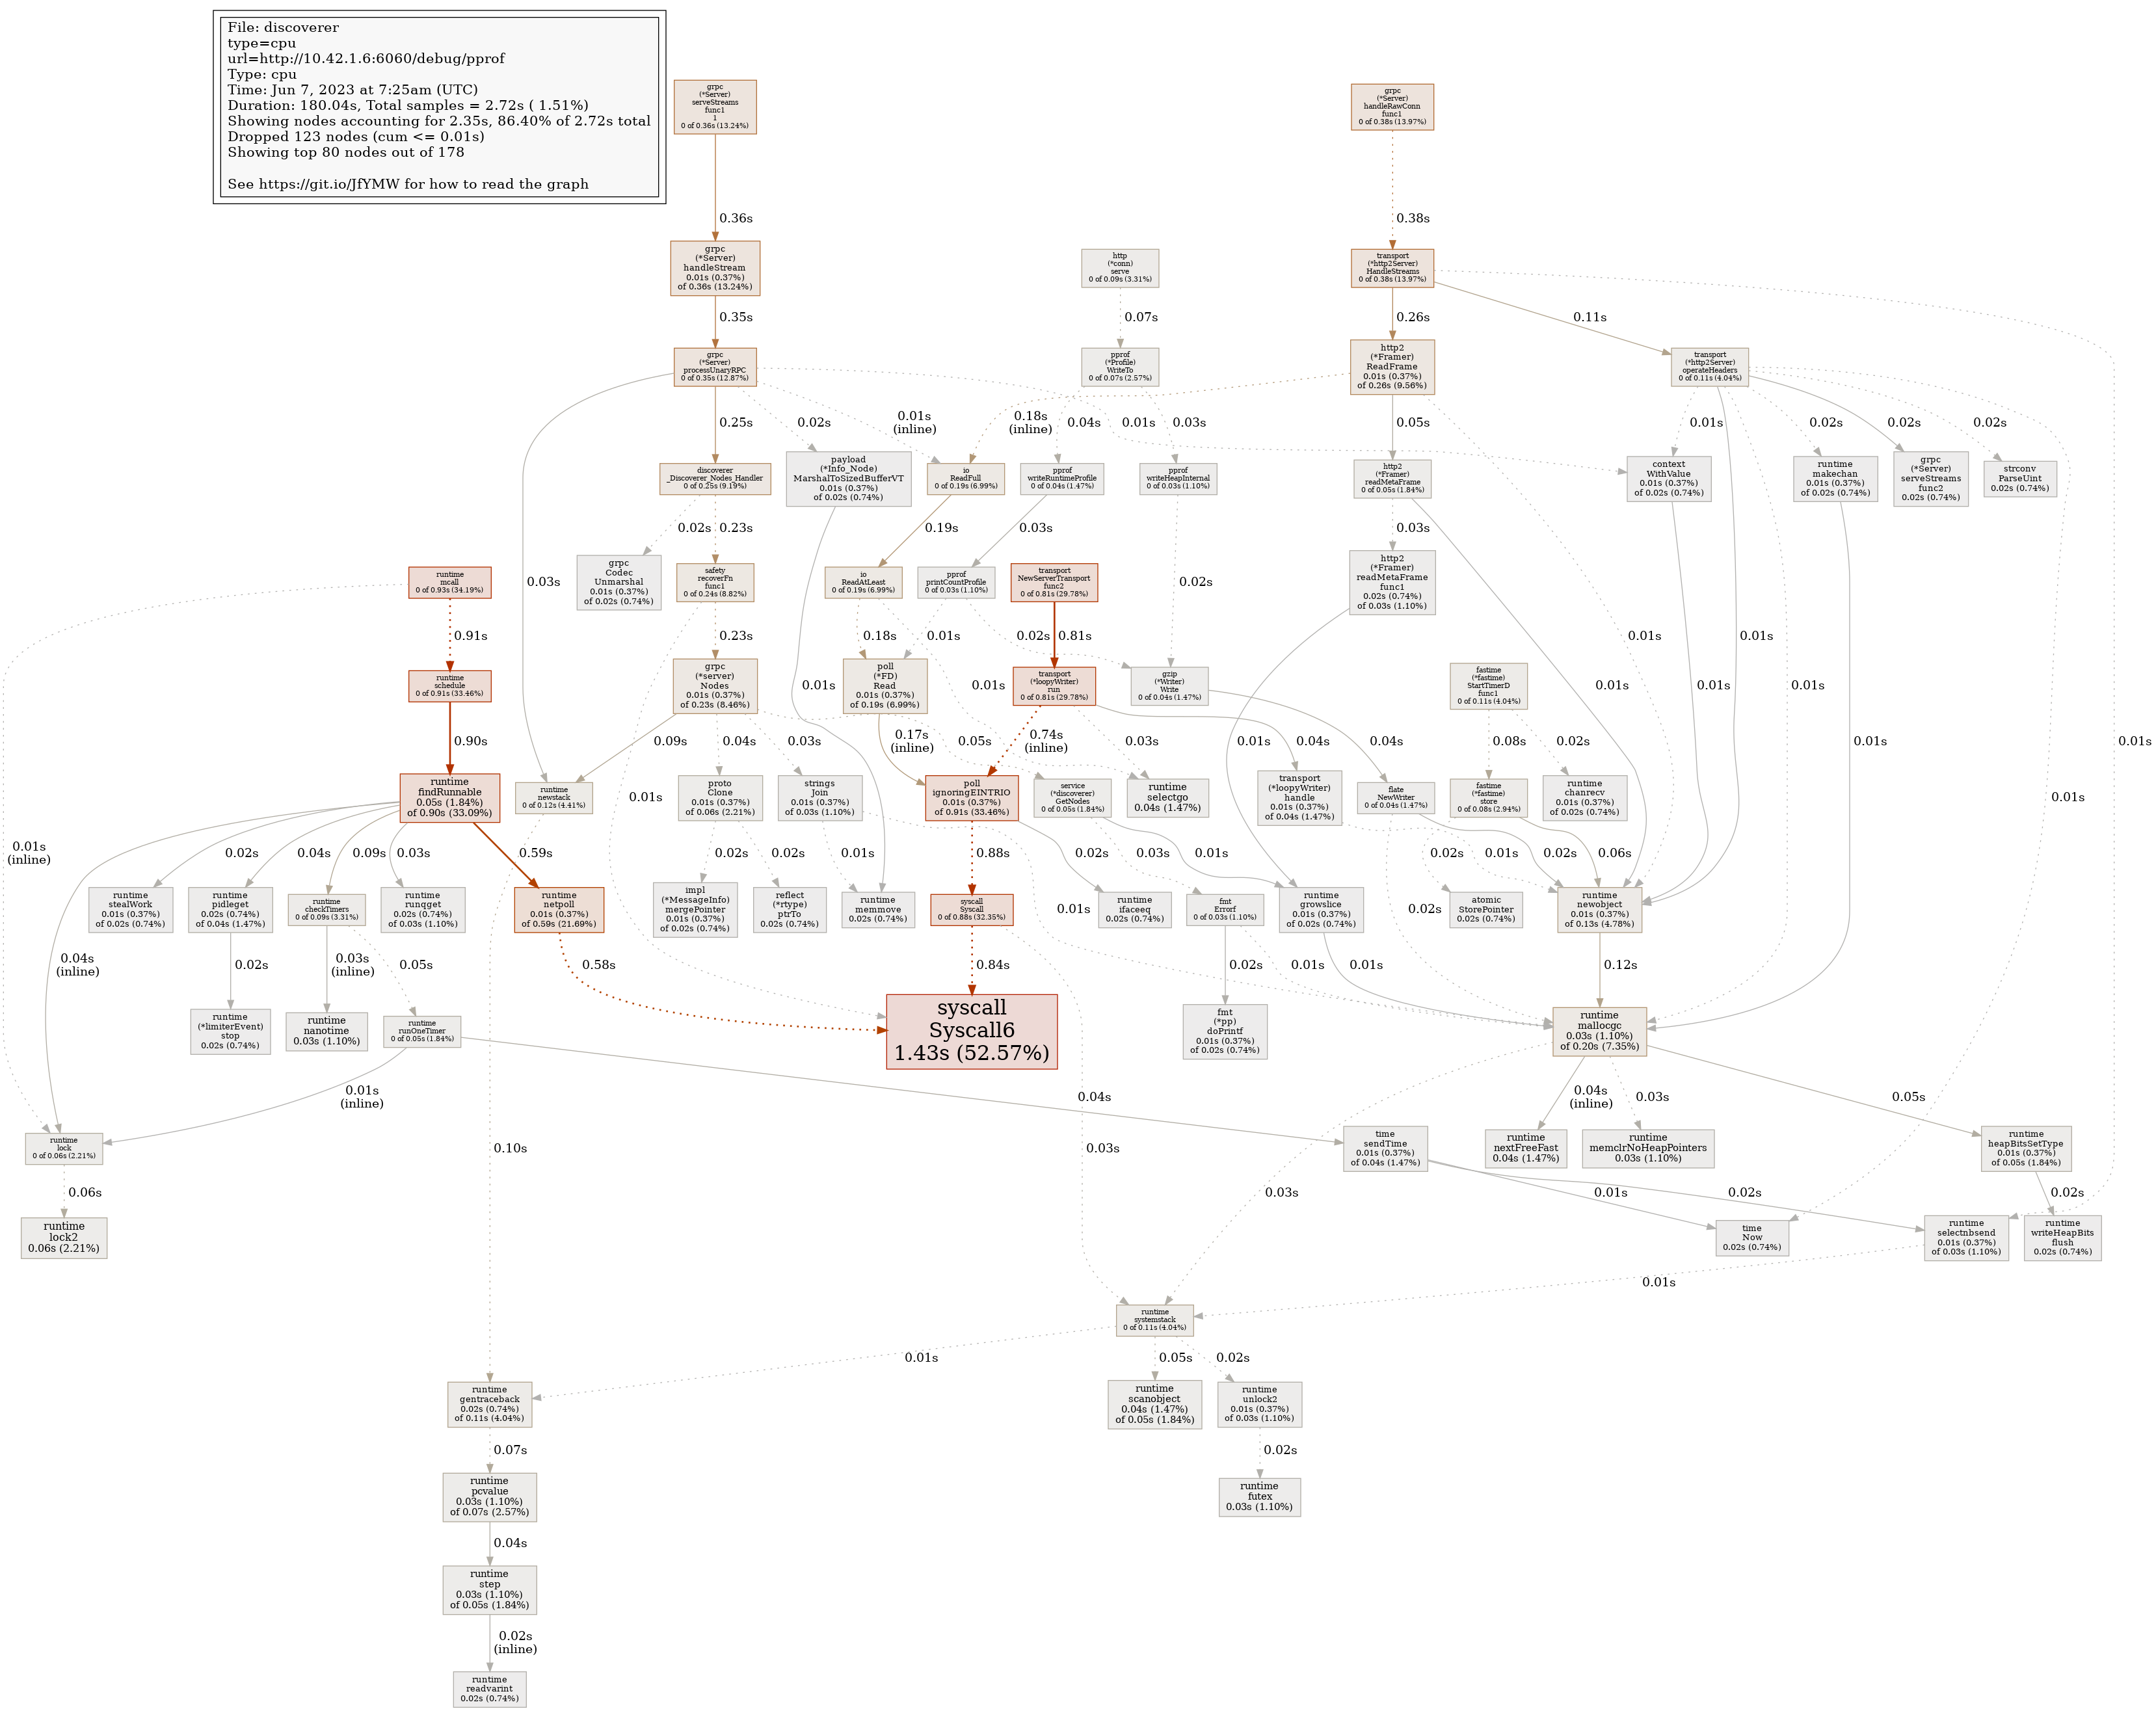 File: discoverer
type=cpu
url=http://10.42.1.6:6060/debug/pprof
Type: cpu
Time: Jun 7, 2023 at 7:25am (UTC)
Duration: 180.04s, Total samples = 2.72s ( 1.51%)
Showing nodes accounting for 2.35s, 86.40% of 2.72s total
Dropped 123 nodes (cum <= 0.01s)
Showing top 80 nodes out of 178
See https://git.io/JfYMW for how to read the graph
grpc
(*Server)
serveStreams
func1
1
0 of 0.36s (13.24%)
grpc
(*Server)
handleRawConn
func1
0 of 0.38s (13.97%)
0.36s
0.38s
grpc
(*Server)
handleStream
0.01s (0.37%)
of 0.36s (13.24%)
http
(*conn)
serve
0 of 0.09s (3.31%)
transport
(*http2Server)
HandleStreams
0 of 0.38s (13.97%)
0.35s
0.07s
0.26s
0.11s
grpc
(*Server)
processUnaryRPC
0 of 0.35s (12.87%)
pprof
(*Profile)
WriteTo
0 of 0.07s (2.57%)
http2
(*Framer)
ReadFrame
0.01s (0.37%)
of 0.26s (9.56%)
transport
(*http2Server)
operateHeaders
0 of 0.11s (4.04%)
0.25s
0.02s
0.01s
(inline)
0.18s
(inline)
0.04s
0.01s
0.03s
0.05s
0.01s
0.02s
0.02s
0.02s
discoverer
_Discoverer_Nodes_Handler
0 of 0.25s (9.19%)
payload
(*Info_Node)
MarshalToSizedBufferVT
0.01s (0.37%)
of 0.02s (0.74%)
io
ReadFull
0 of 0.19s (6.99%)
pprof
writeRuntimeProfile
0 of 0.04s (1.47%)
pprof
writeHeapInternal
0 of 0.03s (1.10%)
http2
(*Framer)
readMetaFrame
0 of 0.05s (1.84%)
context
WithValue
0.01s (0.37%)
of 0.02s (0.74%)
runtime
makechan
0.01s (0.37%)
of 0.02s (0.74%)
grpc
(*Server)
serveStreams
func2
0.02s (0.74%)
strconv
ParseUint
0.02s (0.74%)
0.02s
0.23s
0.19s
0.03s
0.03s
0.03s
0.02s
runtime
mcall
0 of 0.93s (34.19%)
grpc
Codec
Unmarshal
0.01s (0.37%)
of 0.02s (0.74%)
safety
recoverFn
func1
0 of 0.24s (8.82%)
io
ReadAtLeast
0 of 0.19s (6.99%)
pprof
printCountProfile
0 of 0.03s (1.10%)
transport
NewServerTransport
func2
0 of 0.81s (29.78%)
http2
(*Framer)
readMetaFrame
func1
0.02s (0.74%)
of 0.03s (1.10%)
0.91s
0.23s
0.18s
0.01s
0.02s
0.81s
0.01s
0.01s
0.01s
runtime
schedule
0 of 0.91s (33.46%)
grpc
(*server)
Nodes
0.01s (0.37%)
of 0.23s (8.46%)
poll
(*FD)
Read
0.01s (0.37%)
of 0.19s (6.99%)
transport
(*loopyWriter)
run
0 of 0.81s (29.78%)
gzip
(*Writer)
Write
0 of 0.04s (1.47%)
fastime
(*fastime)
StartTimerD
func1
0 of 0.11s (4.04%)
0.01s
0.01s
0.01s
0.01s
0.01s
0.01s
0.90s
0.09s
0.04s
0.03s
0.17s
(inline)
0.05s
0.74s
(inline)
0.03s
0.01s
0.04s
0.04s
0.08s
0.02s
0.01s
runtime
findRunnable
0.05s (1.84%)
of 0.90s (33.09%)
runtime
newstack
0 of 0.12s (4.41%)
proto
Clone
0.01s (0.37%)
of 0.06s (2.21%)
strings
Join
0.01s (0.37%)
of 0.03s (1.10%)
poll
ignoringEINTRIO
0.01s (0.37%)
of 0.91s (33.46%)
service
(*discoverer)
GetNodes
0 of 0.05s (1.84%)
runtime
selectgo
0.04s (1.47%)
transport
(*loopyWriter)
handle
0.01s (0.37%)
of 0.04s (1.47%)
flate
NewWriter
0 of 0.04s (1.47%)
fastime
(*fastime)
store
0 of 0.08s (2.94%)
runtime
chanrecv
0.01s (0.37%)
of 0.02s (0.74%)
0.01s
(inline)
0.02s
0.04s
0.09s
0.03s
0.59s
0.02s
0.02s
0.01s
0.88s
0.02s
0.03s
0.01s
0.01s
0.02s
0.02s
0.06s
runtime
stealWork
0.01s (0.37%)
of 0.02s (0.74%)
runtime
pidleget
0.02s (0.74%)
of 0.04s (1.47%)
runtime
checkTimers
0 of 0.09s (3.31%)
runtime
runqget
0.02s (0.74%)
of 0.03s (1.10%)
runtime
netpoll
0.01s (0.37%)
of 0.59s (21.69%)
impl
(*MessageInfo)
mergePointer
0.01s (0.37%)
of 0.02s (0.74%)
reflect
(*rtype)
ptrTo
0.02s (0.74%)
runtime
memmove
0.02s (0.74%)
syscall
Syscall
0 of 0.88s (32.35%)
runtime
ifaceeq
0.02s (0.74%)
fmt
Errorf
0 of 0.03s (1.10%)
runtime
growslice
0.01s (0.37%)
of 0.02s (0.74%)
atomic
StorePointer
0.02s (0.74%)
runtime
newobject
0.01s (0.37%)
of 0.13s (4.78%)
0.04s
(inline)
0.02s
0.03s
(inline)
0.05s
0.58s
0.84s
0.01s
0.02s
0.01s
0.01s
0.02s
0.12s
runtime
(*limiterEvent)
stop
0.02s (0.74%)
runtime
nanotime
0.03s (1.10%)
runtime
runOneTimer
0 of 0.05s (1.84%)
syscall
Syscall6
1.43s (52.57%)
fmt
(*pp)
doPrintf
0.01s (0.37%)
of 0.02s (0.74%)
runtime
mallocgc
0.03s (1.10%)
of 0.20s (7.35%)
0.01s
(inline)
0.04s
0.04s
(inline)
0.03s
0.05s
runtime
lock
0 of 0.06s (2.21%)
0.10s
0.03s
time
sendTime
0.01s (0.37%)
of 0.04s (1.47%)
runtime
nextFreeFast
0.04s (1.47%)
runtime
memclrNoHeapPointers
0.03s (1.10%)
runtime
heapBitsSetType
0.01s (0.37%)
of 0.05s (1.84%)
0.06s
0.03s
0.01s
0.02s
0.02s
runtime
lock2
0.06s (2.21%)
time
Now
0.02s (0.74%)
runtime
selectnbsend
0.01s (0.37%)
of 0.03s (1.10%)
runtime
writeHeapBits
flush
0.02s (0.74%)
0.01s
runtime
systemstack
0 of 0.11s (4.04%)
0.01s
0.05s
0.02s
runtime
gentraceback
0.02s (0.74%)
of 0.11s (4.04%)
runtime
scanobject
0.04s (1.47%)
of 0.05s (1.84%)
runtime
unlock2
0.01s (0.37%)
of 0.03s (1.10%)
0.07s
0.02s
runtime
pcvalue
0.03s (1.10%)
of 0.07s (2.57%)
runtime
futex
0.03s (1.10%)
0.04s
runtime
step
0.03s (1.10%)
of 0.05s (1.84%)
0.02s
(inline)
runtime
readvarint
0.02s (0.74%)